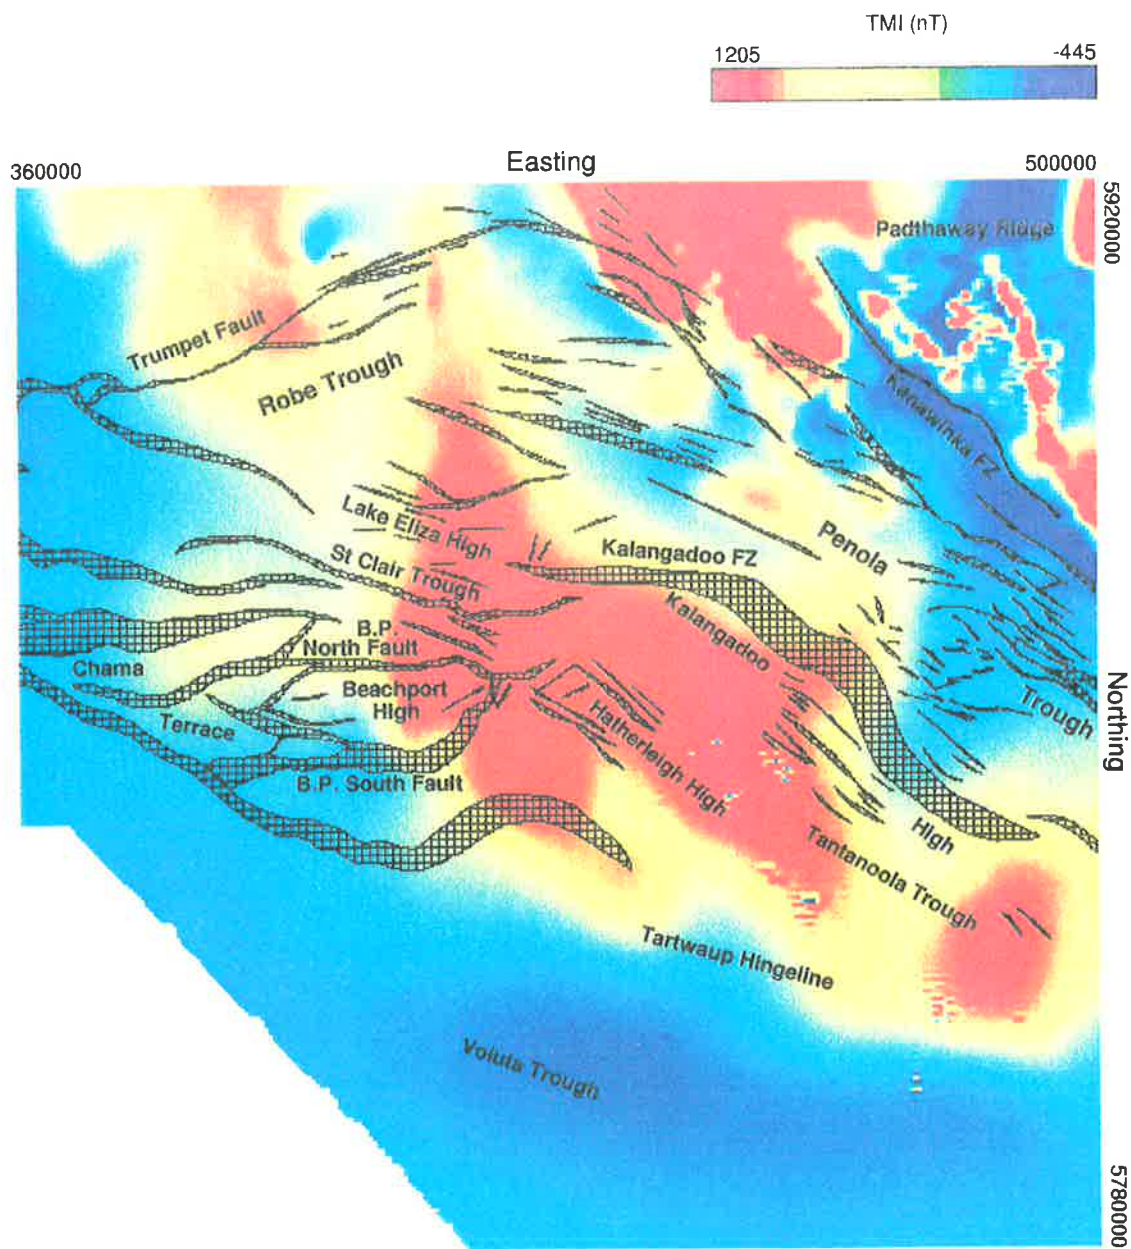 TMI (nT)
1205
-445
Easting
360000
500000
5920000
Padthaway Ridge
Trumpet Fault
Robe Trough
Kanawinka FZ
Lake Eliza High
Penola
Kalangadoo FZ
St Clair Trough
Kalangadoo
B.P.
North Fault
Chama
Beachport
High
Terrace
Hatherleigh High
Trough
Northing
B.P. South Fault
High
Tantanoola Trough
Tartwaup Hingeline
Voluta Trough
5780000